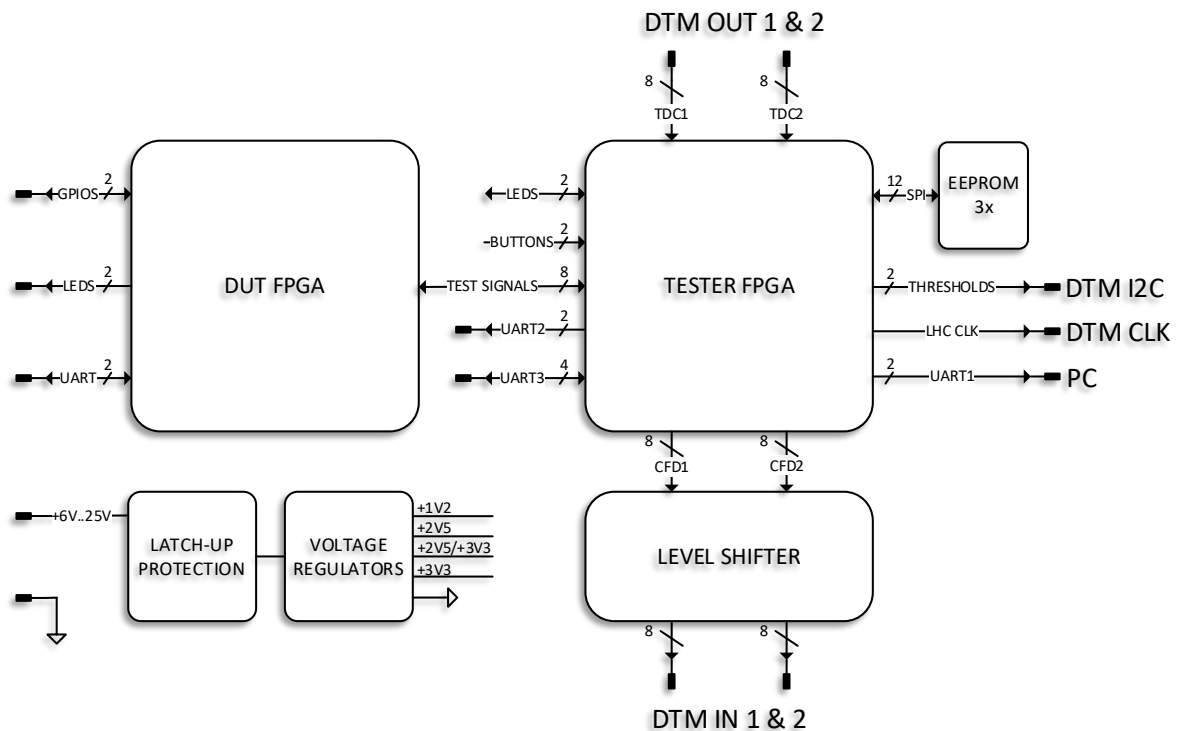 DTM OUT 1 & 2
8
8
TDC1
TDC2
DUT FPGA
GPIOS
2
LEDS
2
UART
2
TESTER FPGA
LEDS
2
BUTTONS
2
TEST SIGNALS
8
UART2
2
UART3
4
12
SPI
EEPROM
3x
2
THRESHOLDS
DTM I2C
LHC CLK
DTM CLK
2
UART1
PC
8
8
CFD1
CFD2
+6V..25V
LATCH-UP
PROTECTION
VOLTAGE
REGULATORS
+1V2
+2V5
+2V5/+3V3
+3V3
LEVEL SHIFTER
8
8
DTM IN 1 & 2